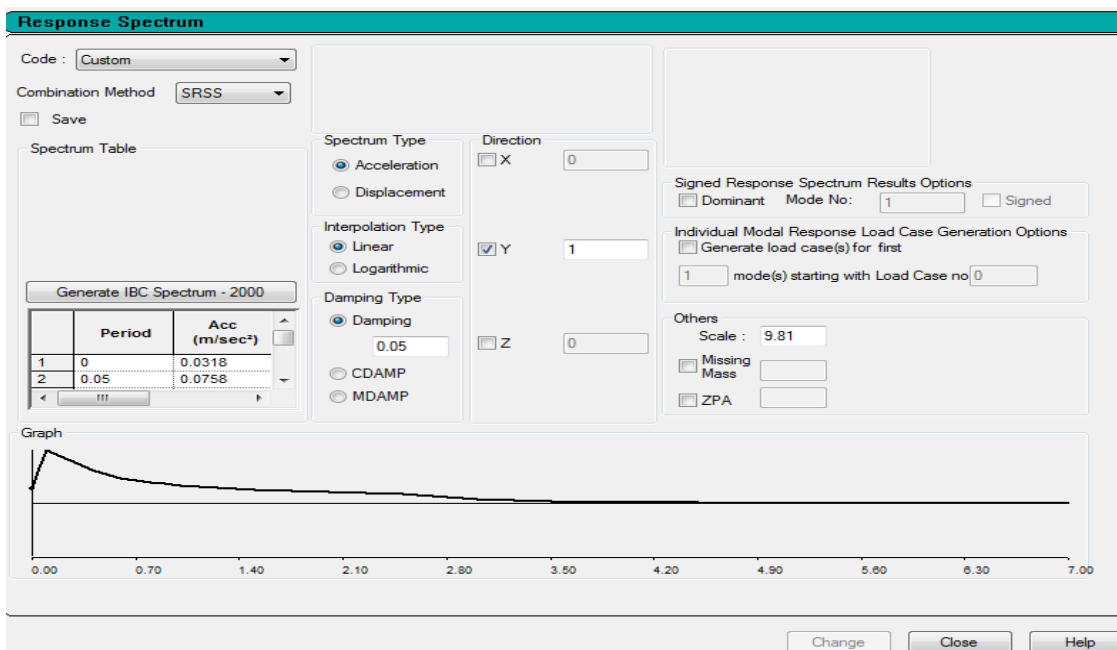 Response Spectrum
Code : Custom
Combination Method SRSS
Save
Spectrum Table
Generate IBC Spectrum - 2000
Period Acc (m/sec²)
1 0 0.0318
2 0.05 0.0758
Spectrum Type
Acceleration
Displacement
Interpolation Type
Linear
Logarithmic
Damping Type
Damping
0.05
CDAMP
MDAMP
Direction
X 0
Y 1
Z 0
Signed Response Spectrum Results Options
Dominant Mode No: 1 Signed
Individual Modal Response Load Case Generation Options
Generate load case(s) for first
1 mode(s) starting with Load Case no 0
Others
Scale : 9.81
Missing
Mass
ZPA
Graph
0.00 0.70 1.40 2.10 2.80 3.50 4.20 4.90 5.60 6.30 7.00
Change Close Help